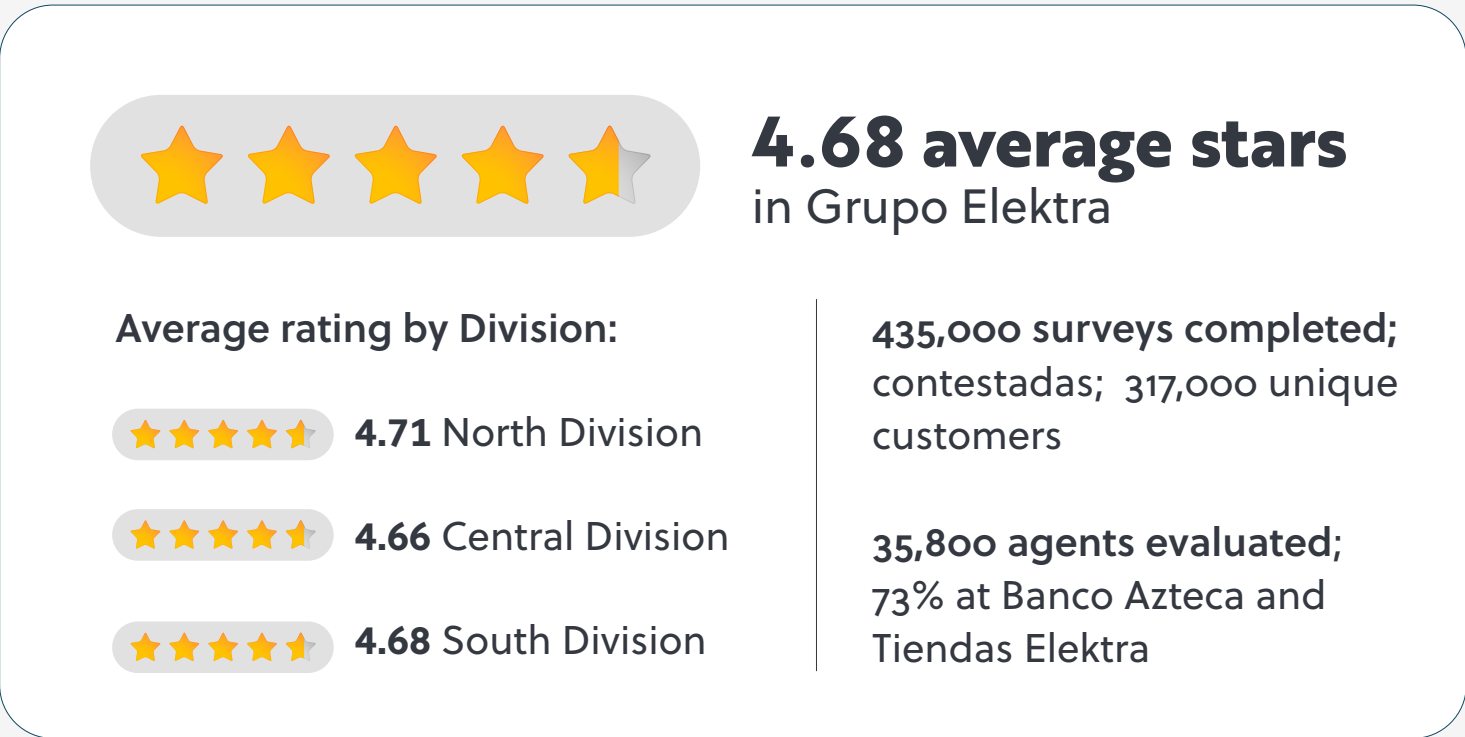 4.68 average stars
in Grupo Elektra
Average rating by Division:
4.71 North Division
4.66 Central Division
4.68 South Division
435,000 surveys completed;
contestadas; 317,000 unique
customers
35,800 agents evaluated;
73% at Banco Azteca and
Tiendas Elektra